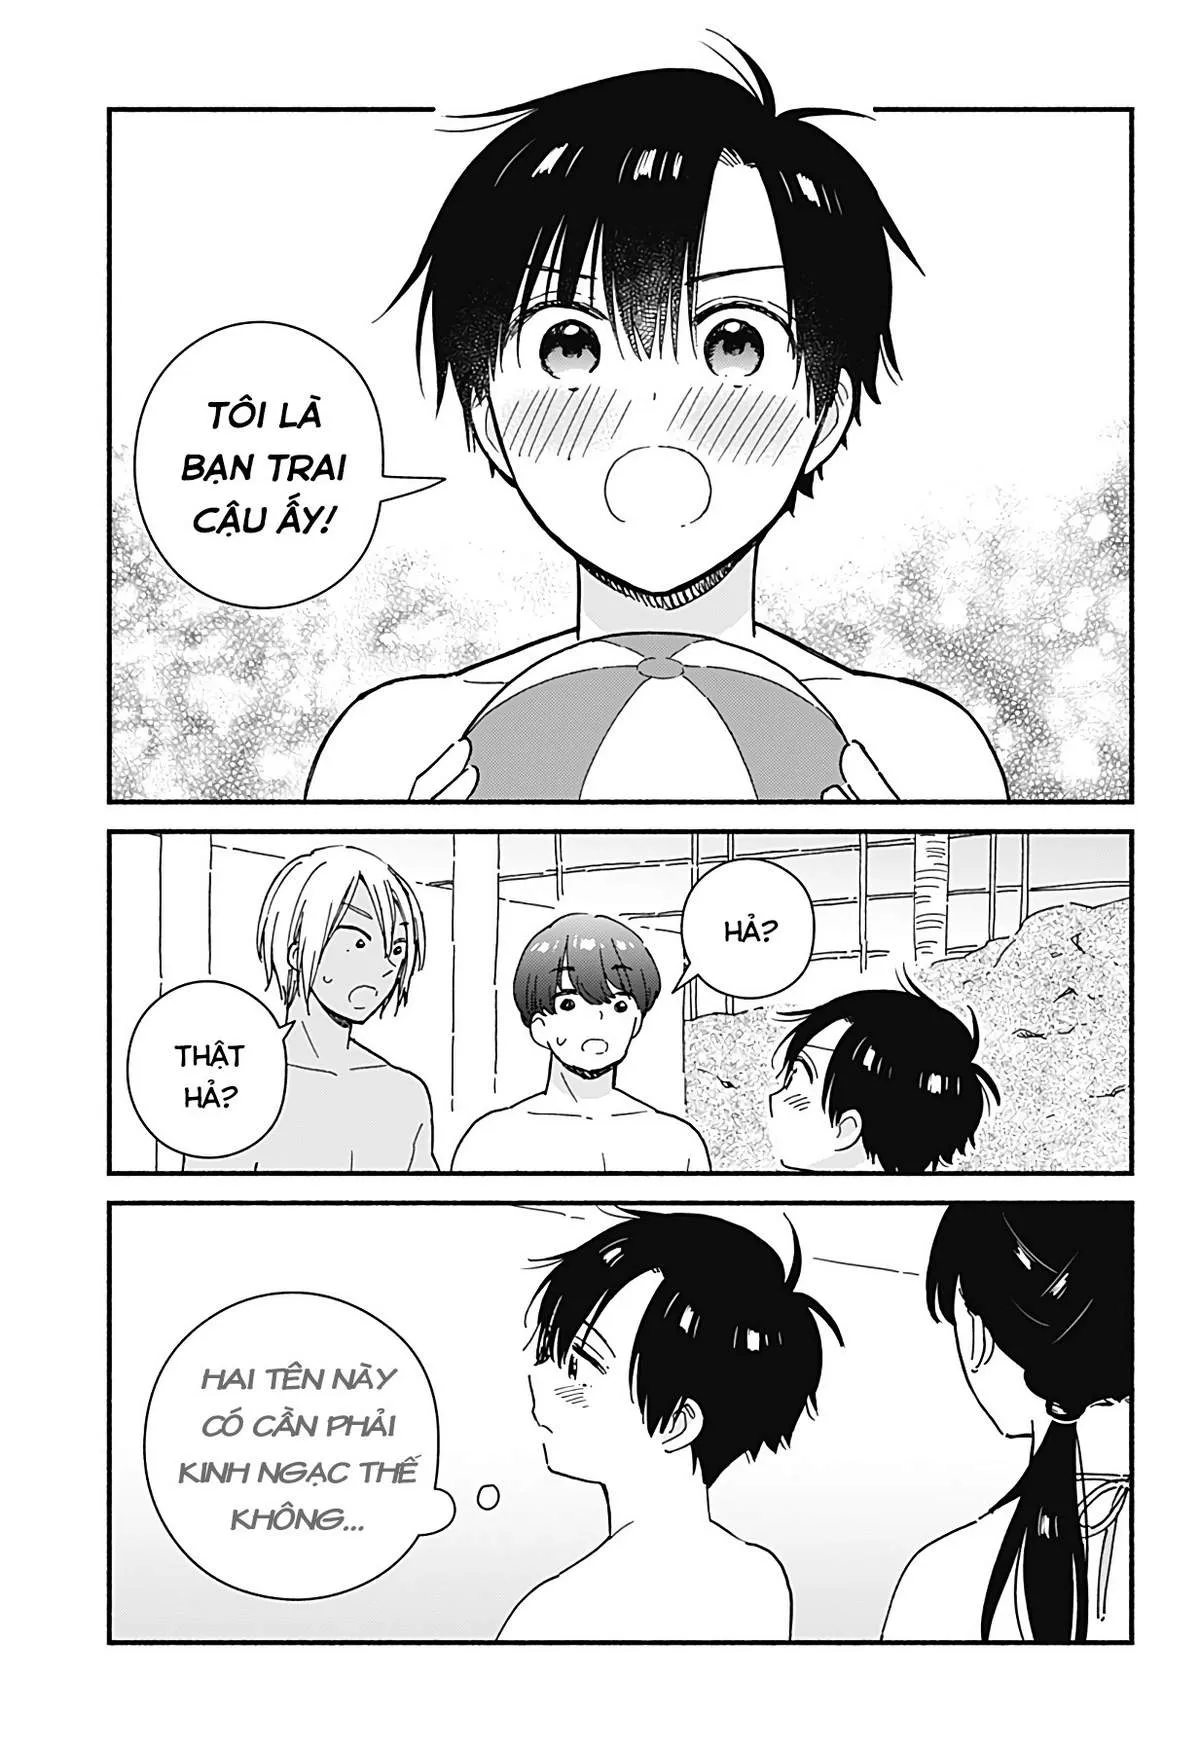 TÔI LÀ
BẠN TRAI
CẬU ẤY!
HẢ?
THẬT
HẢ?
HAI TÊN NÀY
CÓ CẦN PHẢI
KINH NGẠC THẾ
KHÔNG...